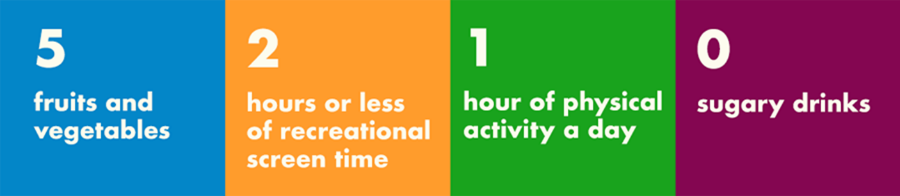 5
fruits and
vegetables
2
hours or less
of recreational
screen time
1
hour of physical
activity a day
0
sugary drinks